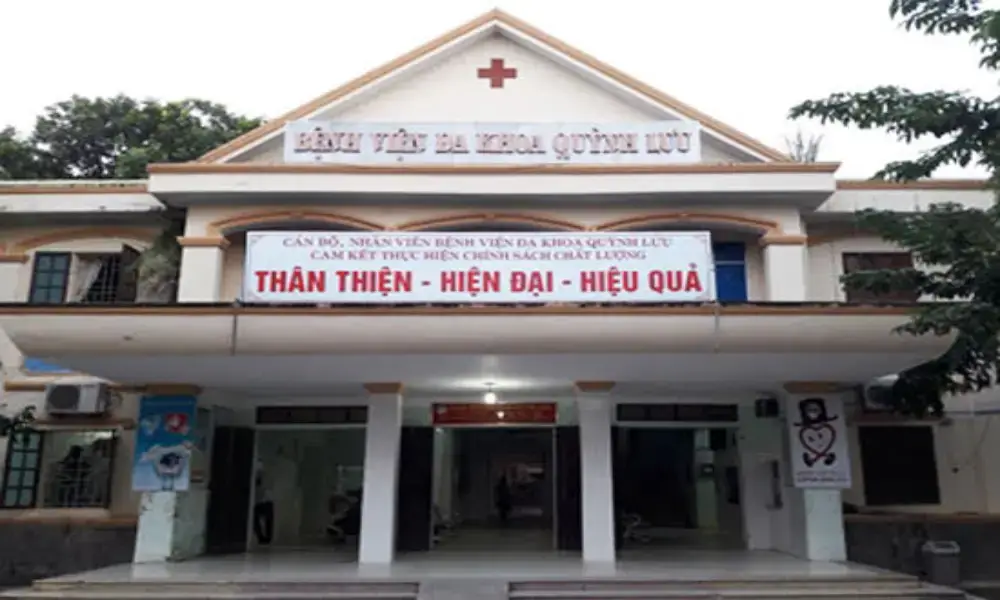 BỆNH VIỆN ĐA KHOA QUỲNH LƯU
CÁN BỘ, NHÂN VIÊN BỆNH VIỆN ĐA KHOA QUỲNH LƯU
CAM KẾT THỰC HIỆN CHÍNH SÁCH CHẤT LƯỢNG
THÂN THIỆN - HIỆN ĐẠI - HIỆU QUẢ